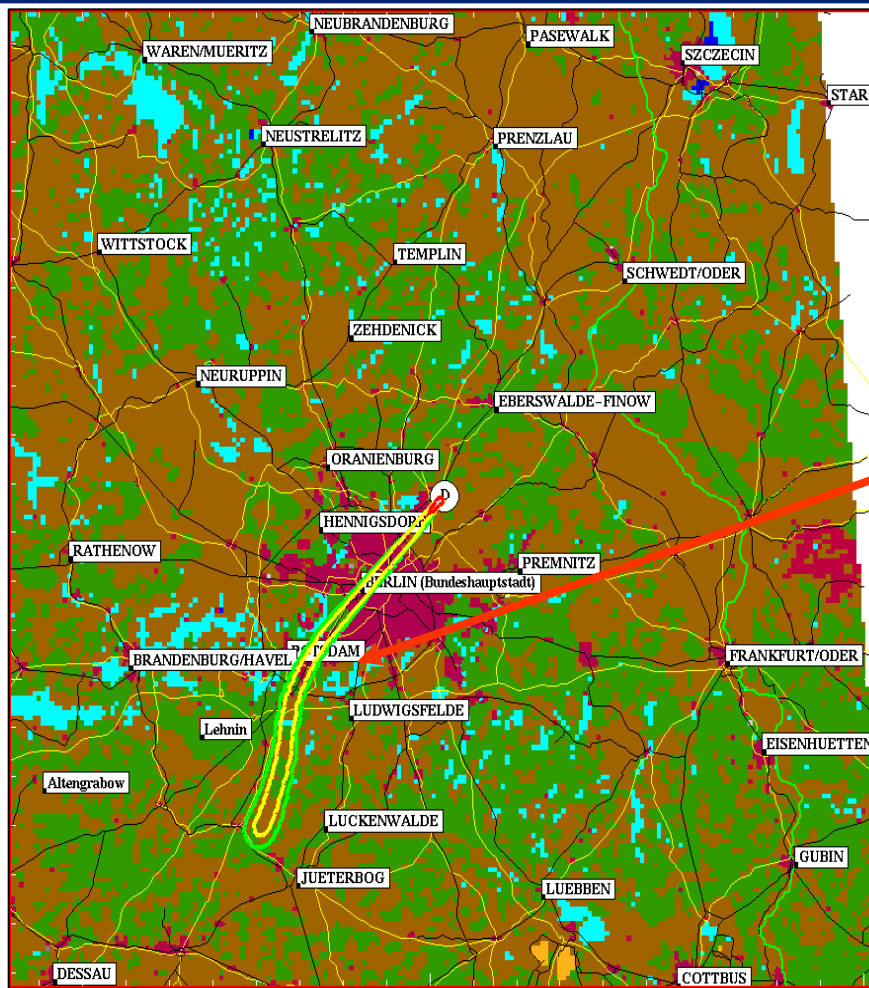 NEUBRANDENBURG
PASEWALK
WAREN/MUERITZ
SZCZECIN
STAR
NEUSTRELITZ
PRENZLAU
WITTSTOCK
TEMPLIN
SCHWEDT/ODER
ZEHDENICK
NEURUPPIN
EBERSWALDE-FINOW
ORANIENBURG
D
HENNIGSDORF
RATHENOW
PREMNITZ
BERLIN (Bundeshauptstadt)
POTSDAM
BRANDENBURG/HAVEL
FRANKFURT/ODER
LUDWIGSFELDE
Lehnin
EISENHUETTEN
Altengrabow
LUCKENWALDE
GUBIN
JUETERBOG
LUEBBEN
DESSAU
COTTBUS